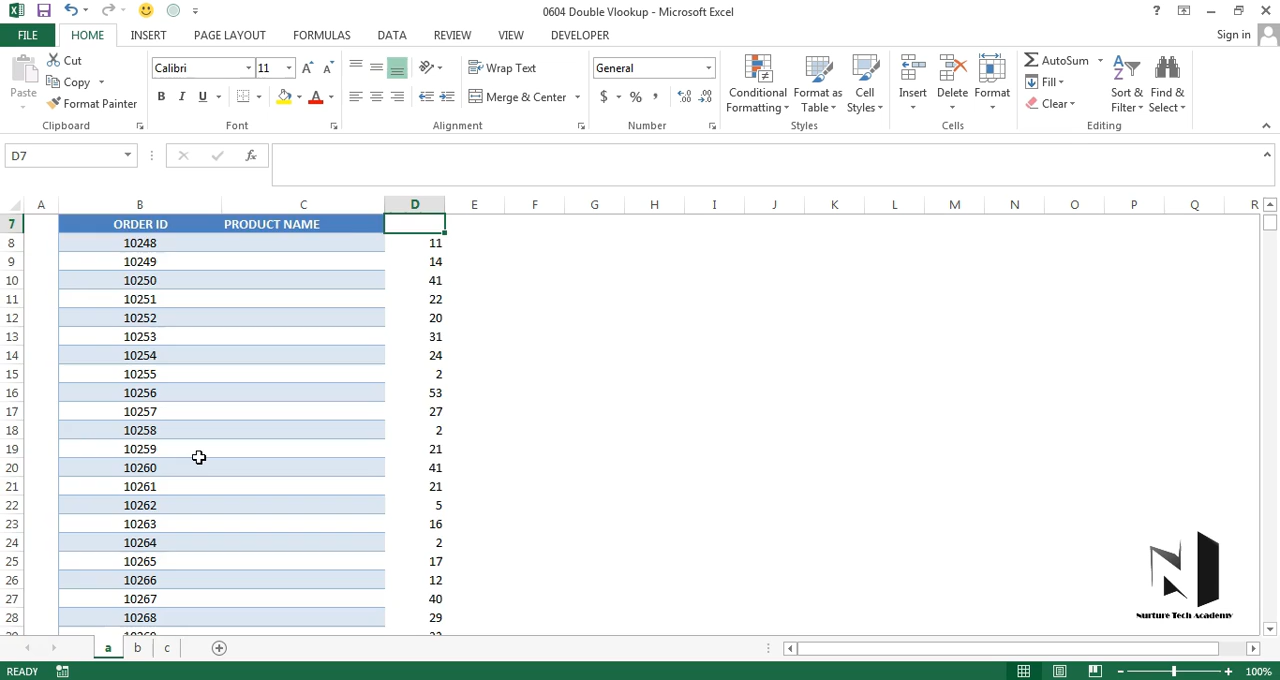 0604 Double Vlookup - Microsoft Excel
FILE HOME INSERT PAGE LAYOUT FORMULAS DATA REVIEW VIEW DEVELOPER Sign in
Paste
Cut
Copy
Format Painter
Clipboard
Calibri 11
B I U
Font
Wrap Text
Merge & Center
Alignment
General
$ % ,
Number
Conditional Formatting
Format as Table
Cell Styles
Styles
Insert Delete Format
Cells
AutoSum
Fill
Clear
Sort & Filter
Find & Select
Editing
D7
fx
A B C D E F G H I J K L M N O P Q R
7 ORDER ID PRODUCT NAME
8 10248 11
9 10249 14
10 10250 41
11 10251 22
12 10252 20
13 10253 31
14 10254 24
15 10255 2
16 10256 53
17 10257 27
18 10258 2
19 10259 21
20 10260 41
21 10261 21
22 10262 5
23 10263 16
24 10264 2
25 10265 17
26 10266 12
27 10267 40
28 10268 29
Nurture Tech Academy
a b c
READY 100%